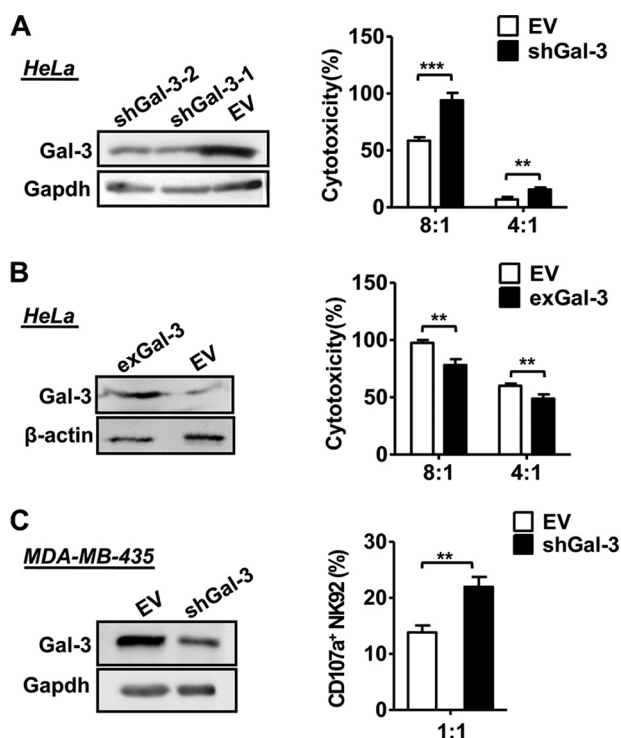 A
HeLa
shGal-3-2
shGal-3-1
EV
Gal-3
Gapdh
EV
shGal-3
Cytotoxicity(%)
150
100
50
0
***
**
8:1
4:1
B
HeLa
exGal-3
EV
Gal-3
β-actin
EV
exGal-3
Cytotoxicity(%)
150
100
50
0
**
**
8:1
4:1
C
MDA-MB-435
EV
shGal-3
Gal-3
Gapdh
EV
shGal-3
CD107a⁺ NK92 (%)
30
20
10
0
**
1:1